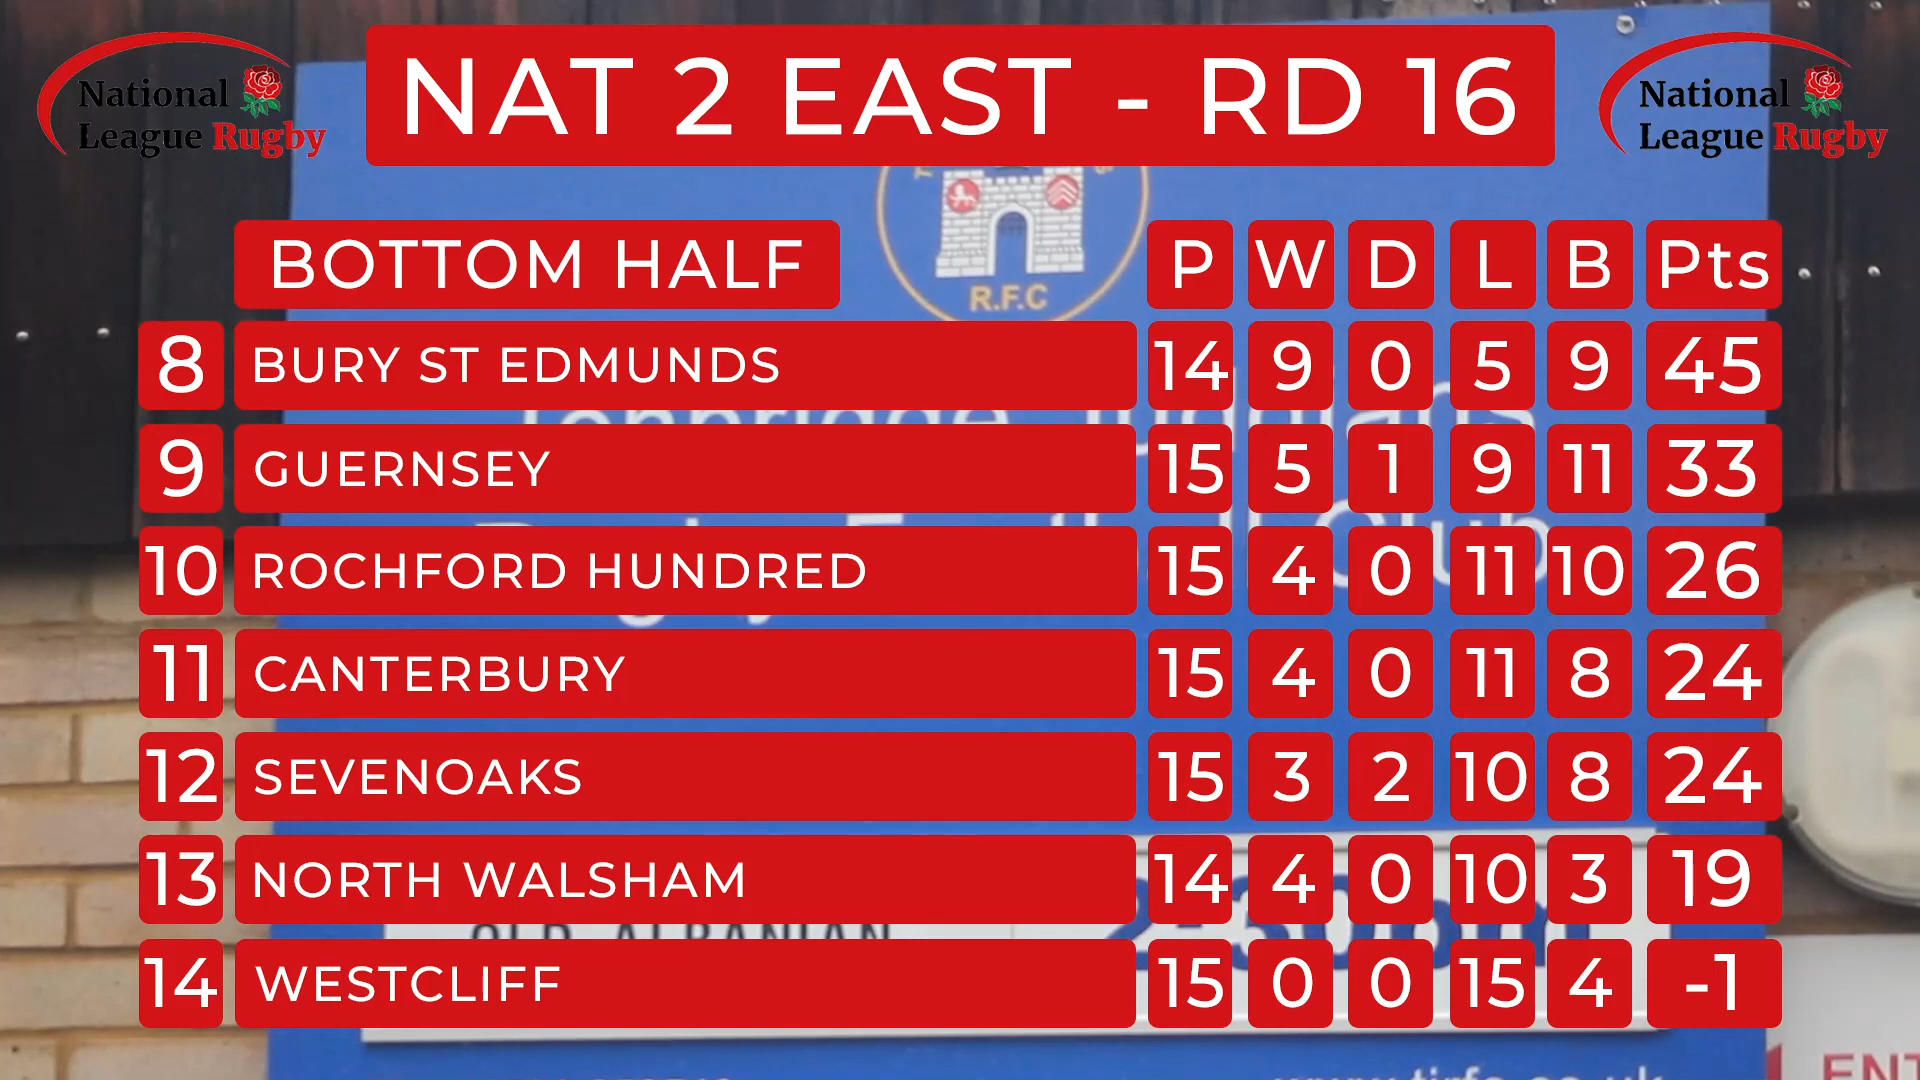 National League Rugby
NAT 2 EAST - RD 16
National League Rugby
R.F.C
BOTTOM HALF P W D L B Pts
8 BURY ST EDMUNDS 14 9 0 5 9 45
9 GUERNSEY 15 5 1 9 11 33
10 ROCHFORD HUNDRED 15 4 0 11 10 26
11 CANTERBURY 15 4 0 11 8 24
12 SEVENOAKS 15 3 2 10 8 24
13 NORTH WALSHAM 14 4 0 10 3 19
OLD ALBANIAN
14 WESTCLIFF 15 0 0 15 4 -1